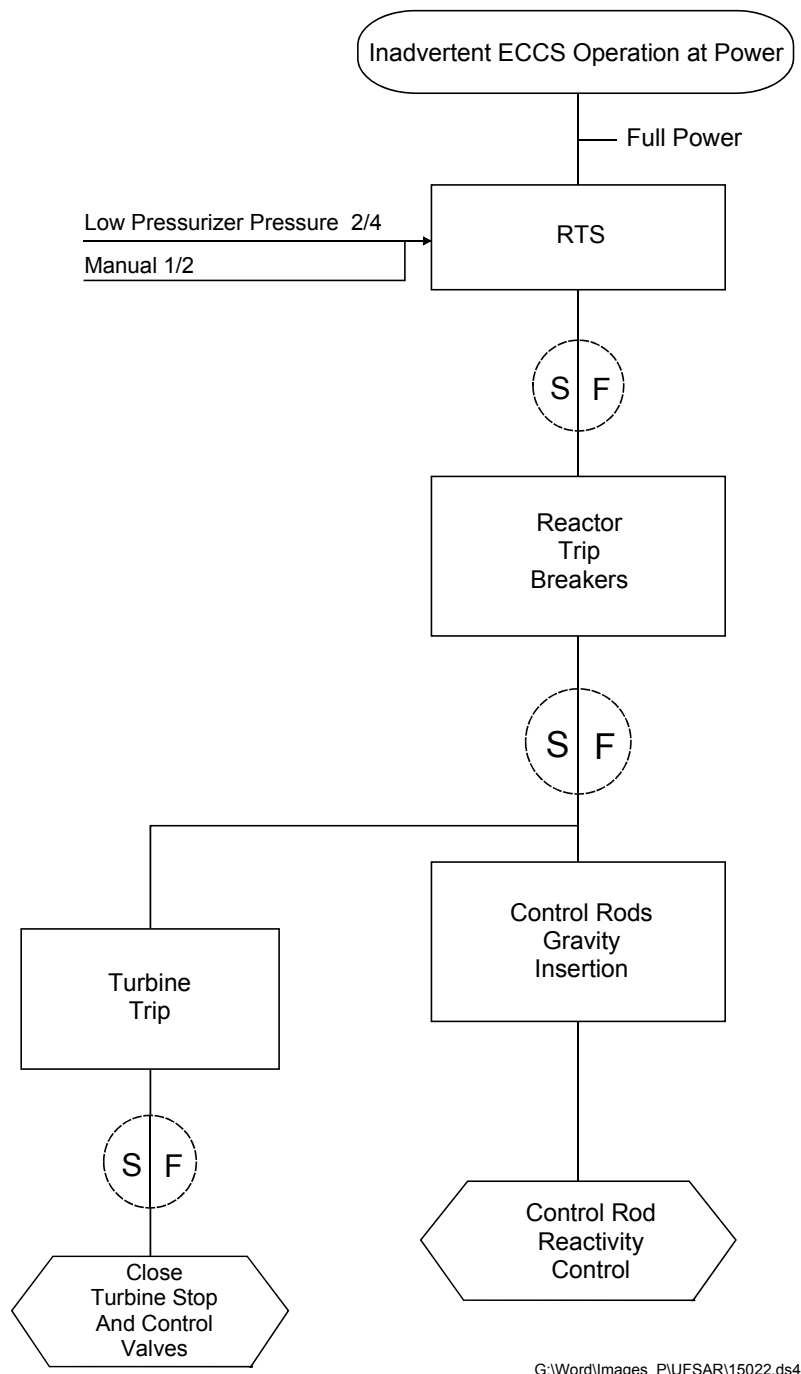 Inadvertent ECCS Operation at Power
Full Power
Low Pressurizer Pressure 2/4
Manual 1/2
RTS
S F
Reactor
Trip
Breakers
S F
Control Rods
Gravity
Insertion
Turbine
Trip
S F
Control Rod
Reactivity
Control
Close
Turbine Stop
And Control
Valves
G:\Word\Images_P\UFSAR\15022.ds4